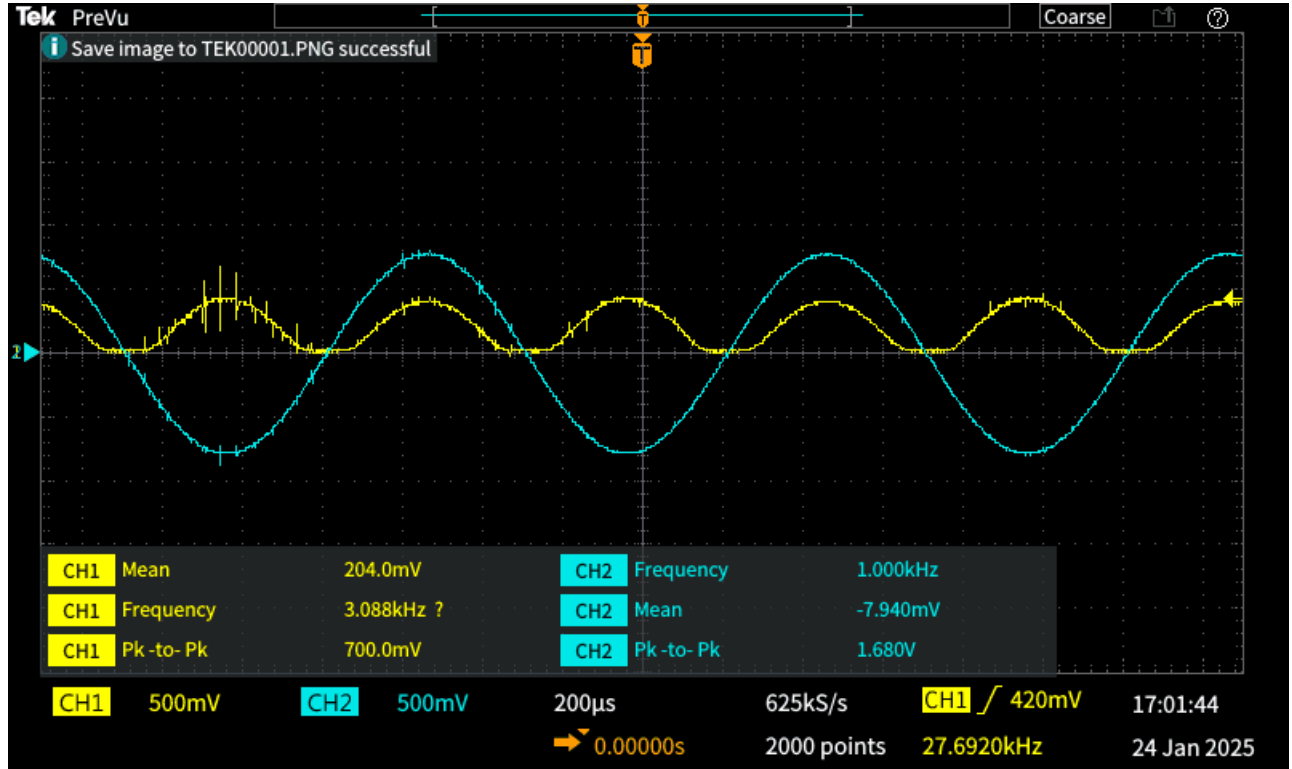 Tek PreVu T Coarse
Save image to TEK00001.PNG successful
T
CH1 Mean 204.0mV CH2 Frequency 1.000kHz
CH1 Frequency 3.088kHz ? CH2 Mean -7.940mV
CH1 Pk -to- Pk 700.0mV CH2 Pk -to- Pk 1.680V
CH1 500mV CH2 500mV 200µs 625kS/s CH1 420mV 17:01:44
0.00000s 2000 points 27.6920kHz 24 Jan 2025